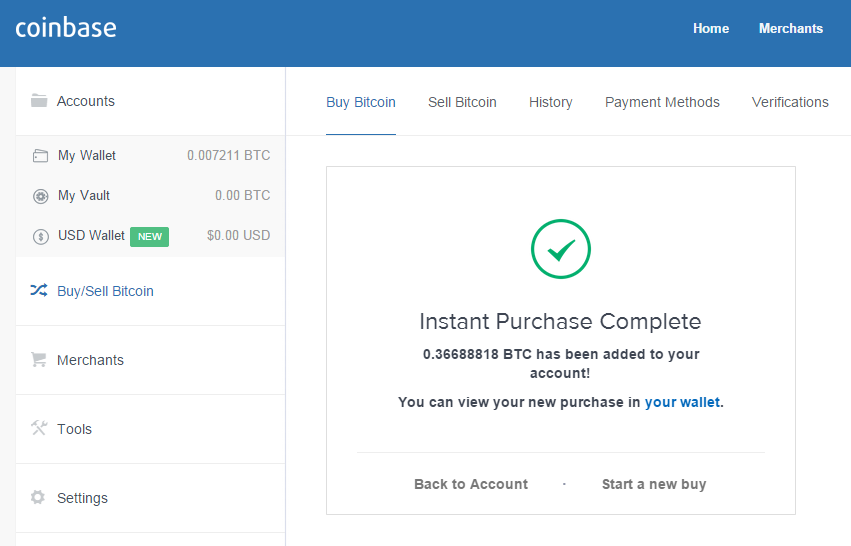 coinbase
Home Merchants
Accounts
My Wallet 0.007211 BTC
My Vault 0.00 BTC
USD Wallet NEW $0.00 USD
Buy/Sell Bitcoin
Merchants
Tools
Settings
Buy Bitcoin Sell Bitcoin History Payment Methods Verifications
Instant Purchase Complete
0.36688818 BTC has been added to your
account!
You can view your new purchase in your wallet.
Back to Account · Start a new buy